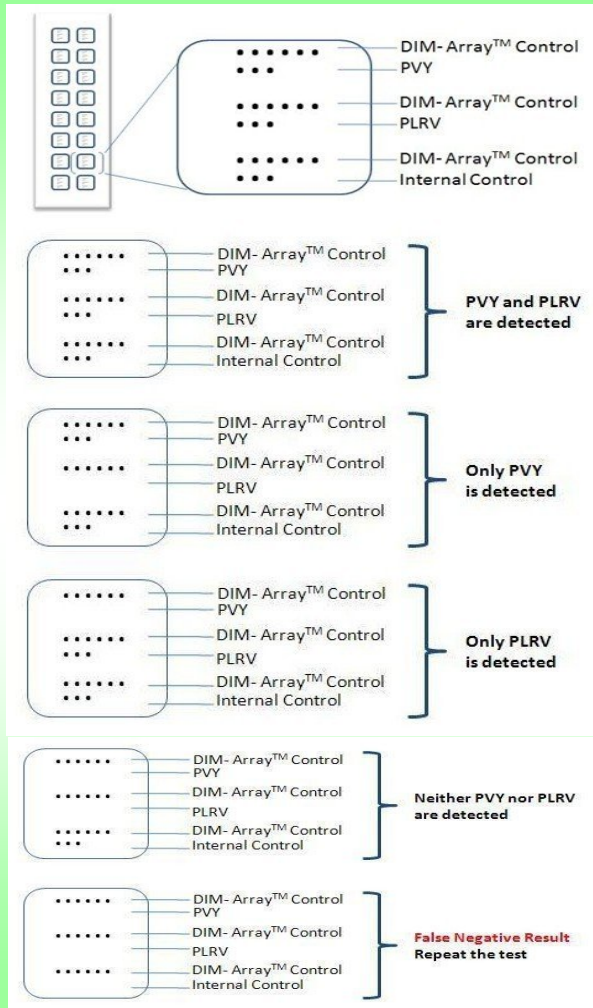 DIM- Array™ Control
PVY
DIM- Array™ Control
PLRV
DIM- Array™ Control
Internal Control
DIM- Array™ Control
PVY
DIM- Array™ Control
PLRV
DIM- Array™ Control
Internal Control
PVY and PLRV
are detected
DIM- Array™ Control
PVY
DIM- Array™ Control
PLRV
DIM- Array™ Control
Internal Control
Only PVY
is detected
DIM- Array™ Control
PVY
DIM- Array™ Control
PLRV
DIM- Array™ Control
Internal Control
Only PLRV
is detected
DIM- Array™ Control
PVY
DIM- Array™ Control
PLRV
DIM- Array™ Control
Internal Control
Neither PVY nor PLRV
are detected
DIM- Array™ Control
PVY
DIM- Array™ Control
PLRV
DIM- Array™ Control
Internal Control
False Negative Result
Repeat the test